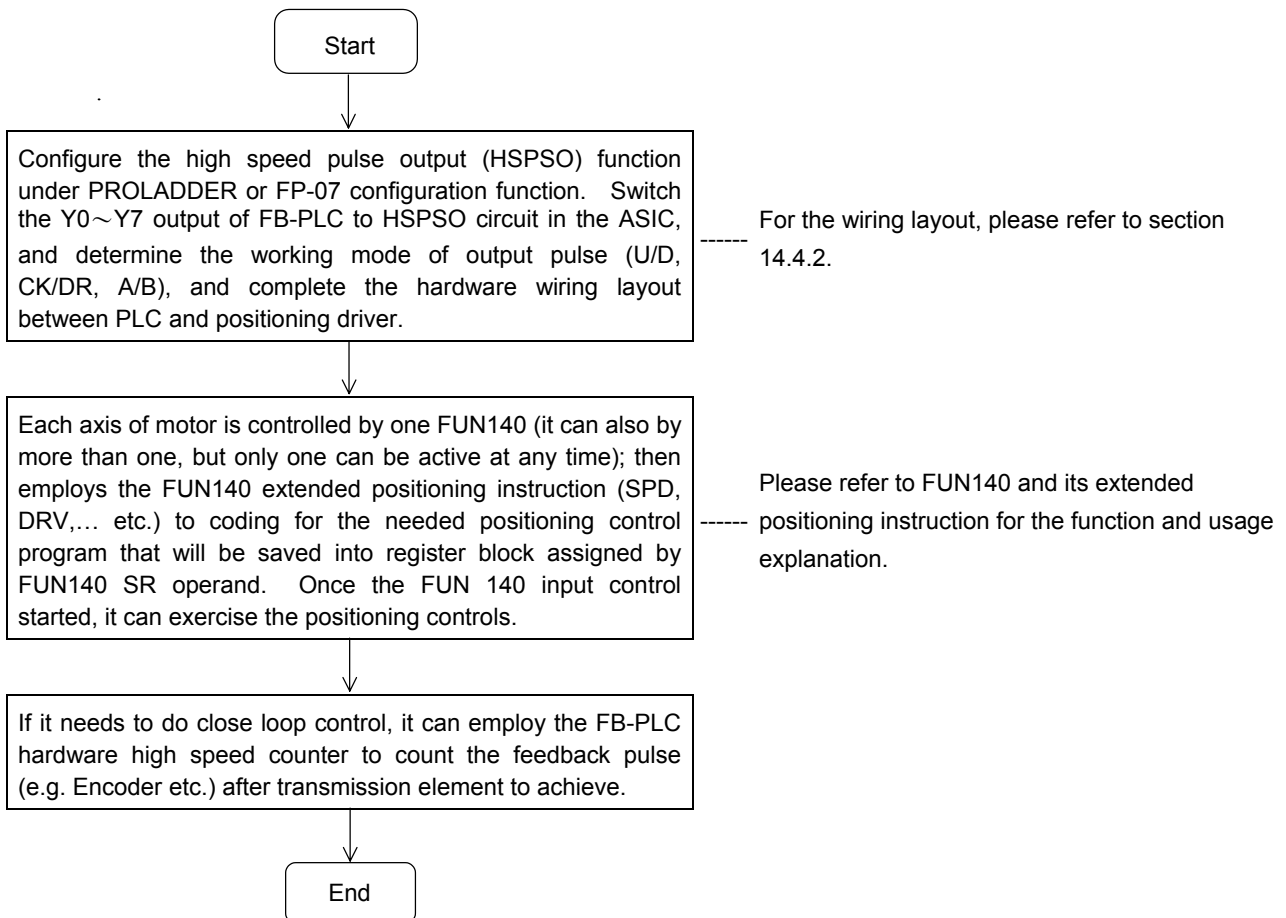 Start
.
Configure the high speed pulse output (HSPSO) function
under PROLADDER or FP-07 configuration function. Switch
the Y0～Y7 output of FB-PLC to HSPSO circuit in the ASIC,
and determine the working mode of output pulse (U/D,
CK/DR, A/B), and complete the hardware wiring layout
between PLC and positioning driver.
------ For the wiring layout, please refer to section
14.4.2.
Each axis of motor is controlled by one FUN140 (it can also by
more than one, but only one can be active at any time); then
employs the FUN140 extended positioning instruction (SPD,
DRV,… etc.) to coding for the needed positioning control
program that will be saved into register block assigned by
FUN140 SR operand. Once the FUN 140 input control
started, it can exercise the positioning controls.
Please refer to FUN140 and its extended
------ positioning instruction for the function and usage
explanation.
If it needs to do close loop control, it can employ the FB-PLC
hardware high speed counter to count the feedback pulse
(e.g. Encoder etc.) after transmission element to achieve.
End